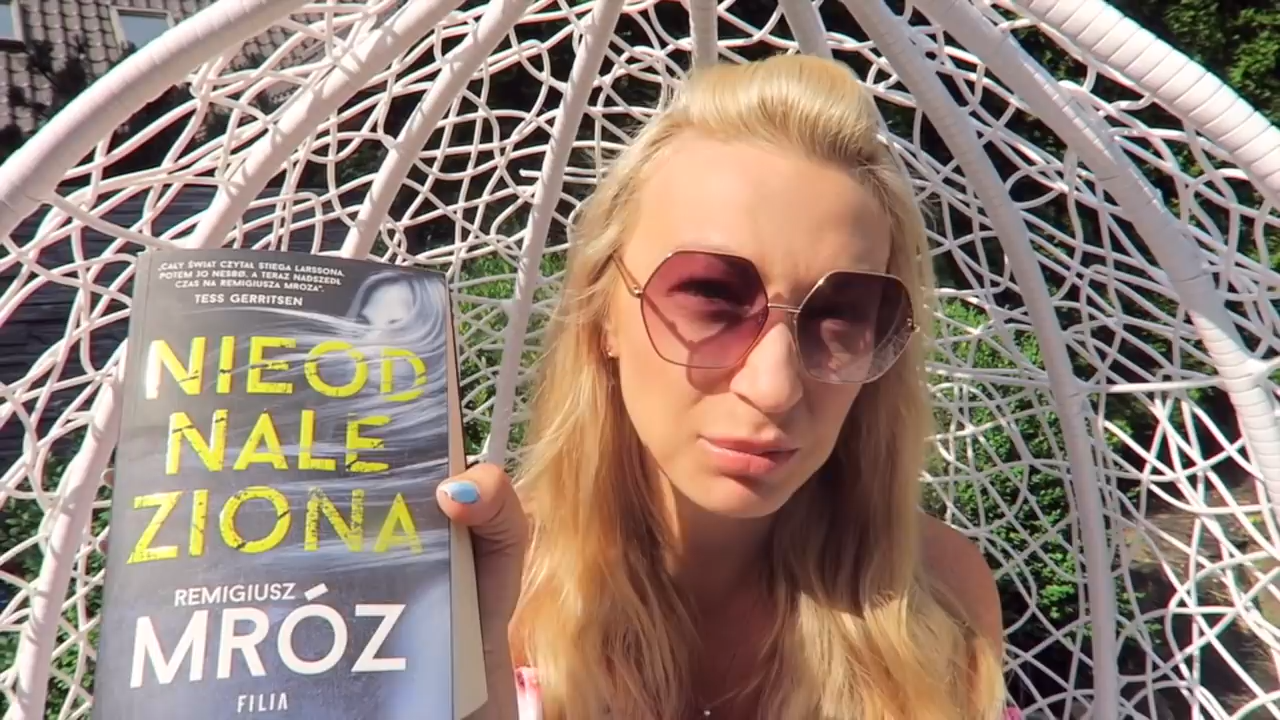 „CAŁY ŚWIAT CZYTAŁ STIEGA LARSSONA,
POTEM JO NESBØ, A TERAZ NADSZEDŁ
CZAS NA REMIGIUSZA MROZA".
TESS GERRITSEN
NIEOD
NALE
ZIONA
REMIGIUSZ
MRÓZ
FILIA